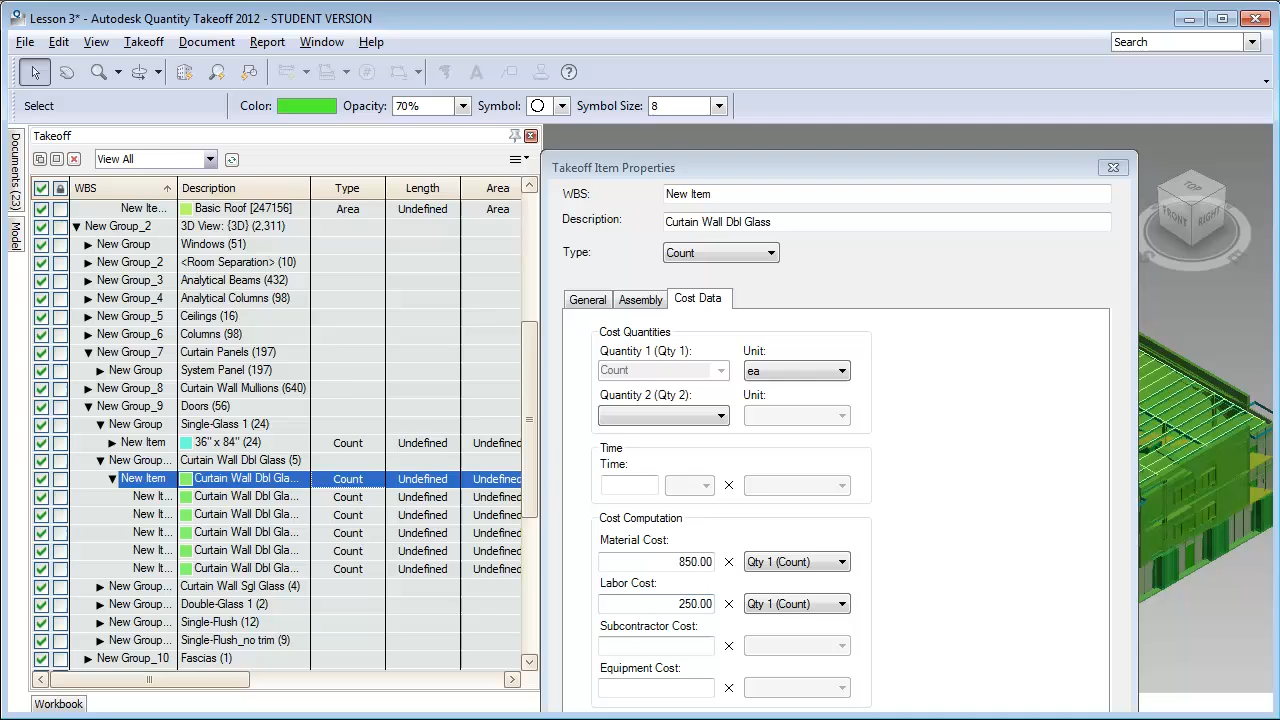 Lesson 3* - Autodesk Quantity Takeoff 2012 - STUDENT VERSION
File Edit View Takeoff Document Report Window Help
Search
Select
Color: Opacity: 70% Symbol: Symbol Size: 8
Takeoff
View All
Documents (23)
Model
WBS Description Type Length Area
New Ite... Basic Roof [247156] Area Undefined Area
New Group_2 3D View: {3D} (2,311)
New Group Windows (51)
New Group_2 <Room Separation> (10)
New Group_3 Analytical Beams (432)
New Group_4 Analytical Columns (98)
New Group_5 Ceilings (16)
New Group_6 Columns (98)
New Group_7 Curtain Panels (197)
New Group System Panel (197)
New Group_8 Curtain Wall Mullions (640)
New Group_9 Doors (56)
New Group Single-Glass 1 (24)
New Item 36" x 84" (24) Count Undefined Undefined
New Group... Curtain Wall Dbl Glass (5)
New Item Curtain Wall Dbl Gla... Count Undefined Undefined
New It... Curtain Wall Dbl Gla... Count Undefined Undefined
New It... Curtain Wall Dbl Gla... Count Undefined Undefined
New It... Curtain Wall Dbl Gla... Count Undefined Undefined
New It... Curtain Wall Dbl Gla... Count Undefined Undefined
New It... Curtain Wall Dbl Gla... Count Undefined Undefined
New Group... Curtain Wall Sgl Glass (4)
New Group... Double-Glass 1 (2)
New Group... Single-Flush (12)
New Group... Single-Flush_no trim (9)
New Group_10 Fascias (1)
Workbook
Takeoff Item Properties
WBS: New Item
Description: Curtain Wall Dbl Glass
Type: Count
General Assembly Cost Data
Cost Quantities
Quantity 1 (Qty 1): Unit:
Count ea
Quantity 2 (Qty 2): Unit:
Time
Time:
×
Cost Computation
Material Cost:
850.00 × Qty 1 (Count)
Labor Cost:
250.00 × Qty 1 (Count)
Subcontractor Cost:
×
Equipment Cost:
×
TOP
FRONT RIGHT